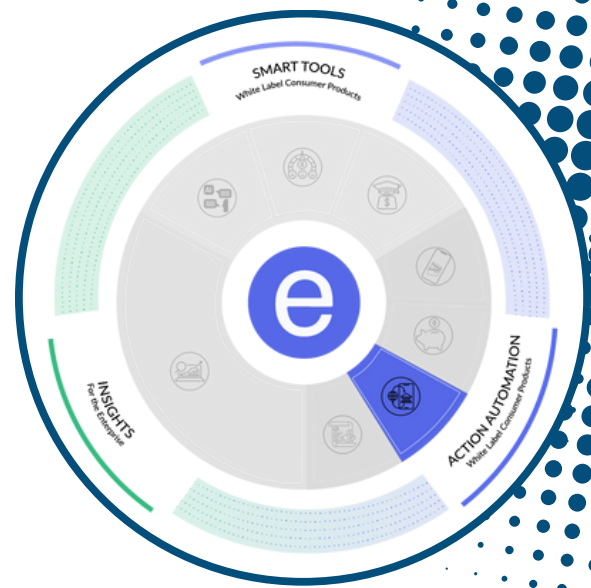 SMART TOOLS
White Label Consumer Products
e
ACTION AUTOMATION
White Label Consumer Products
INSIGHTS
For the Enterprise